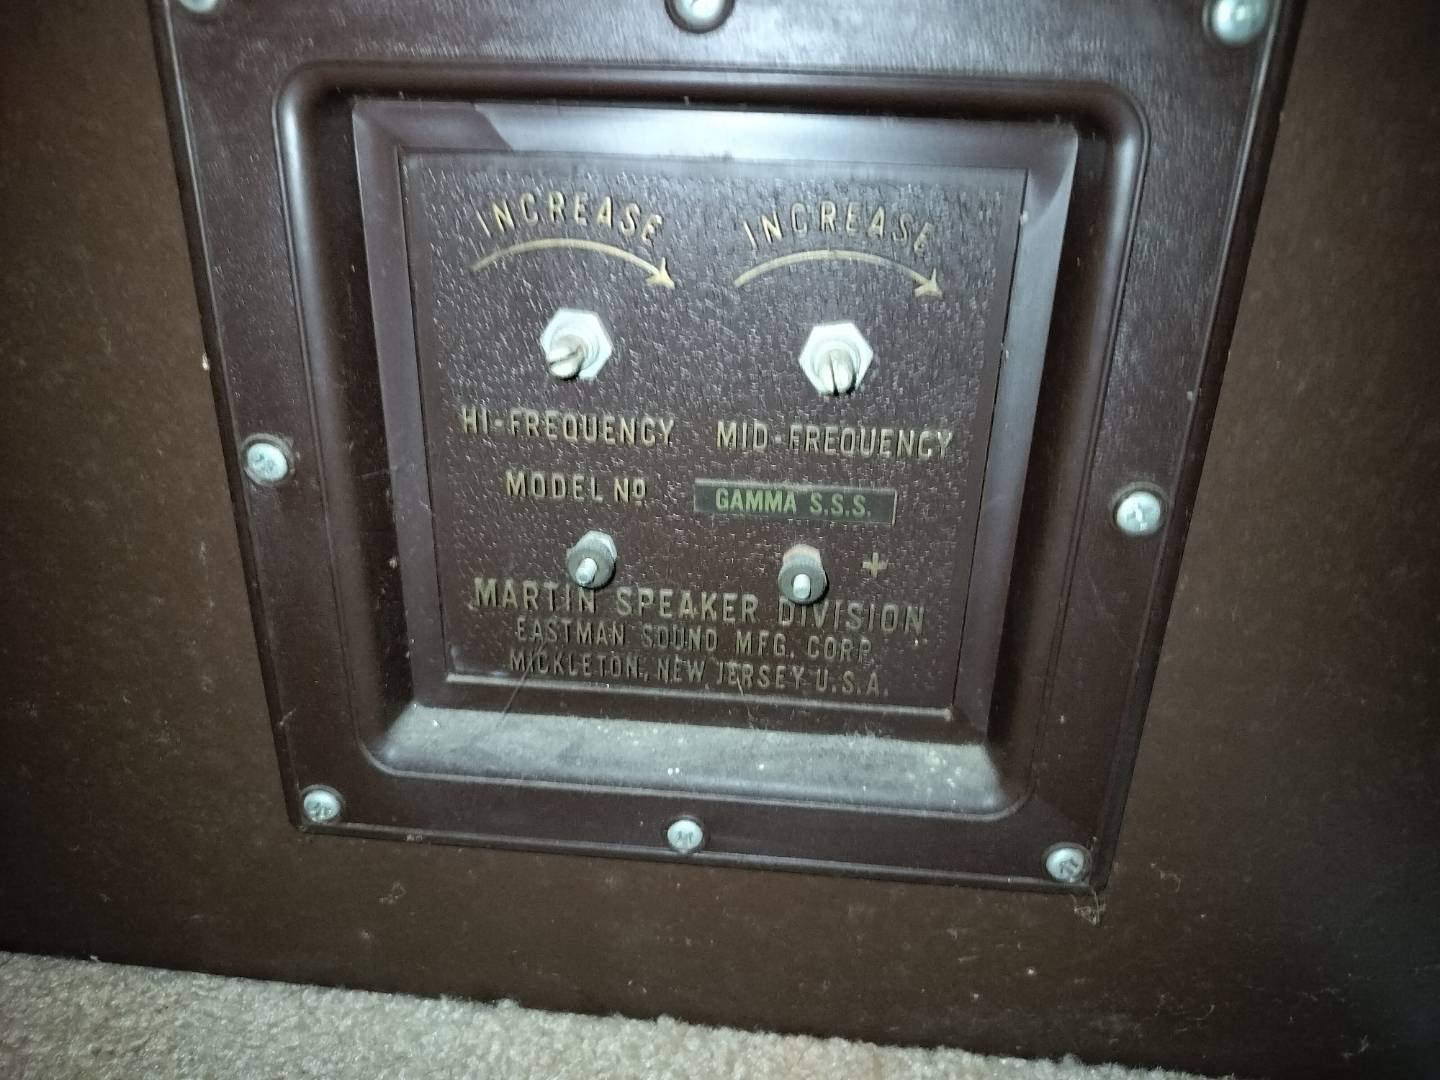 INCREASE INCREASE
HI-FREQUENCY MID-FREQUENCY
MODEL Nº GAMMA S.S.S.
+
MARTIN SPEAKER DIVISION
EASTMAN SOUND MFG. CORP.
MICKLETON, NEW JERSEY U.S.A.